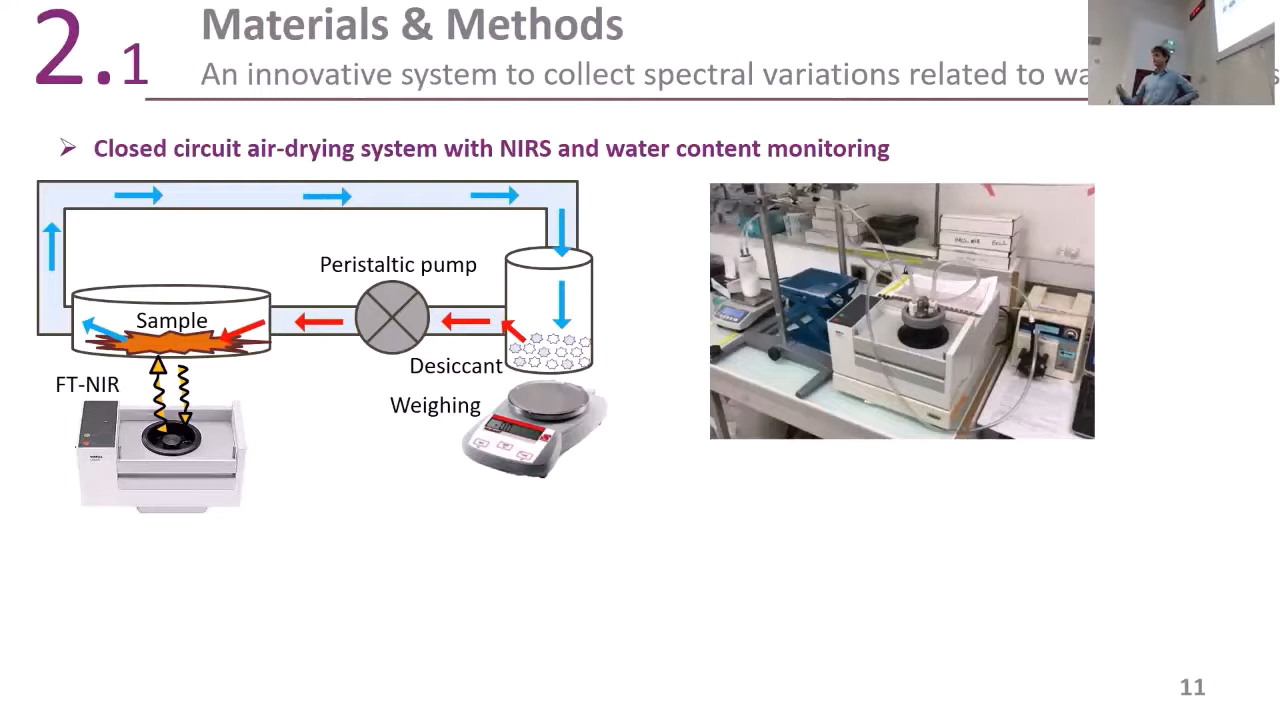 2.1
Materials & Methods
An innovative system to collect spectral variations related to
Closed circuit air-drying system with NIRS and water content monitoring
Peristaltic pump
Sample
Desiccant
FT-NIR
Weighing
11